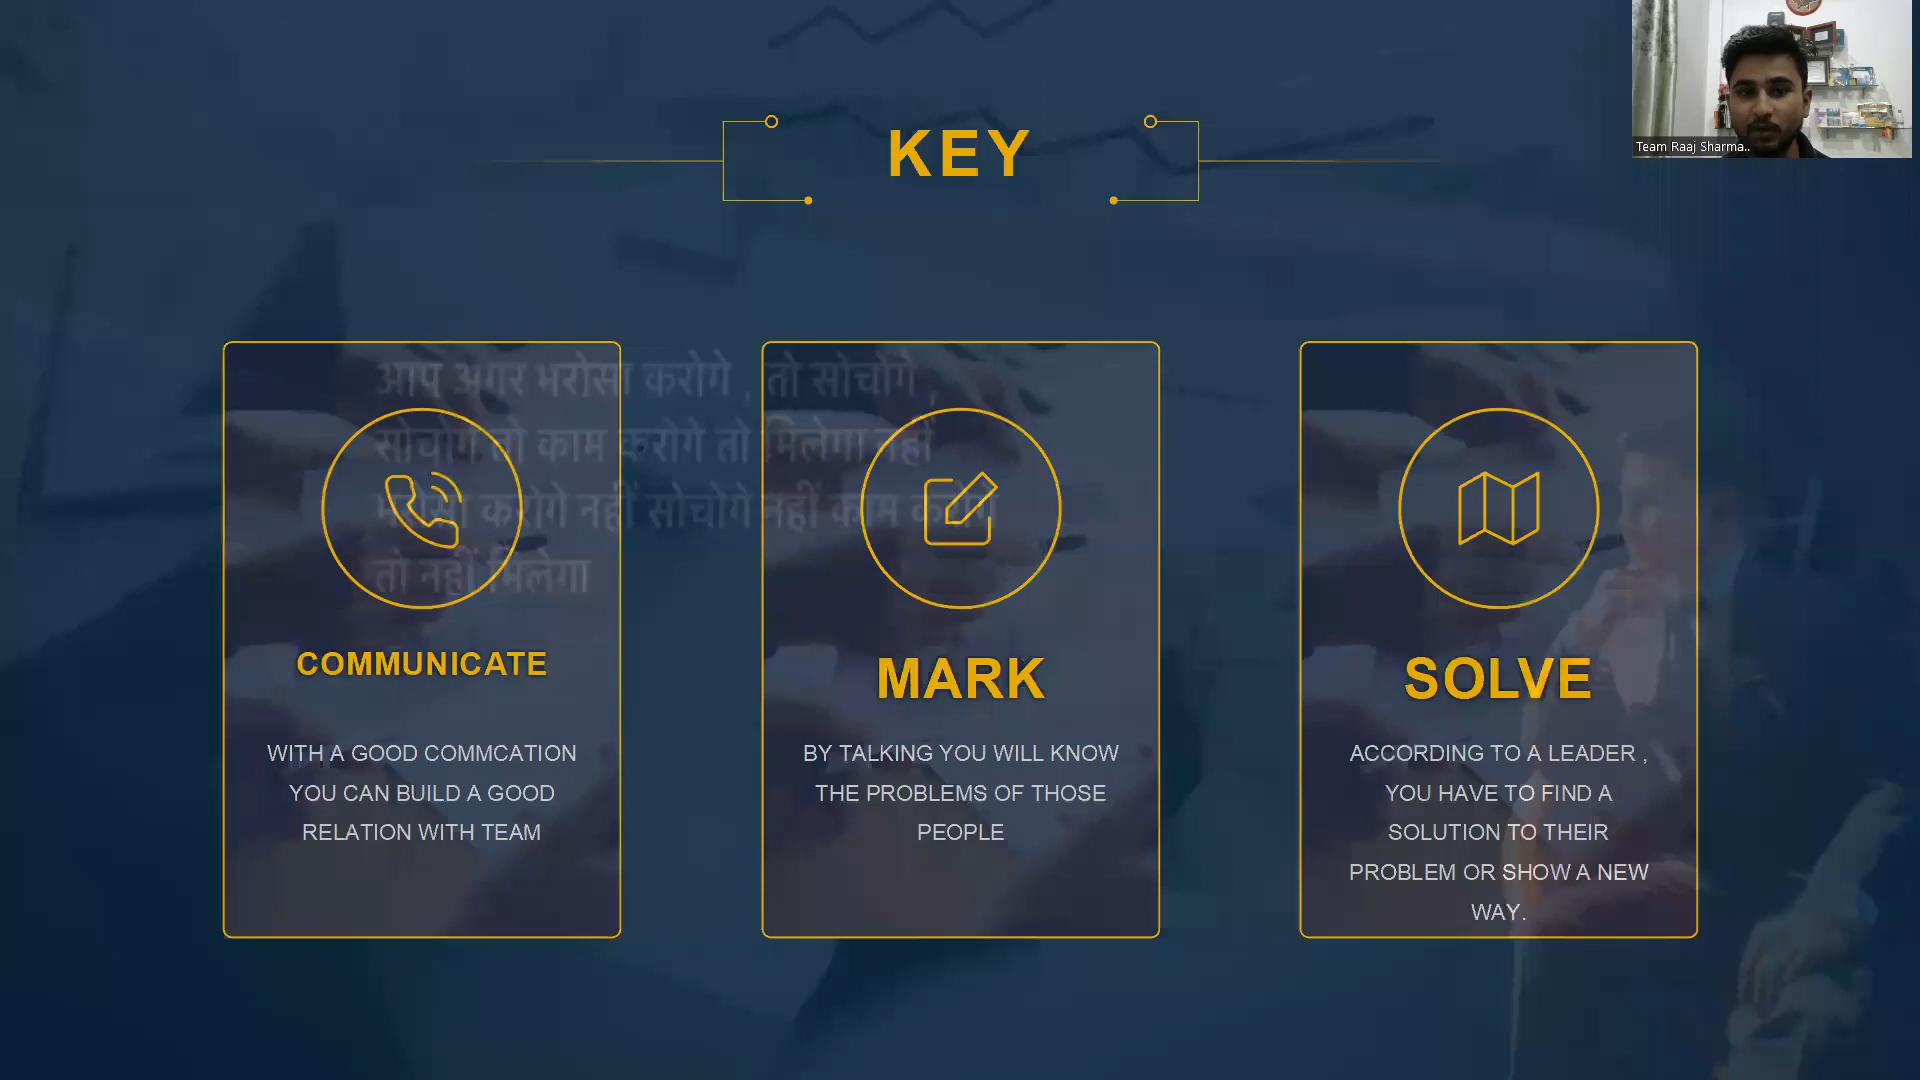 KEY
Team Raaj Sharma..
आप अगर भरोसा करोगे , तो सोचोगे ,
सोचोगे तो काम करोगे तो मिलेगा नहीं
भरोसा करोगे नहीं सोचोगे नहीं काम करोगे
तो नहीं मिलेगा
COMMUNICATE
WITH A GOOD COMMCATION
YOU CAN BUILD A GOOD
RELATION WITH TEAM
MARK
BY TALKING YOU WILL KNOW
THE PROBLEMS OF THOSE
PEOPLE
SOLVE
ACCORDING TO A LEADER ,
YOU HAVE TO FIND A
SOLUTION TO THEIR
PROBLEM OR SHOW A NEW
WAY.